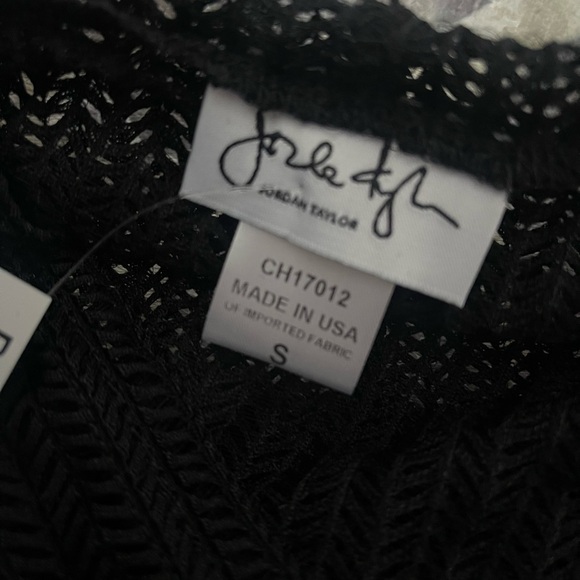 JORDAN TAYLOR
CH17012
MADE IN USA
OF IMPORTED FABRIC
S